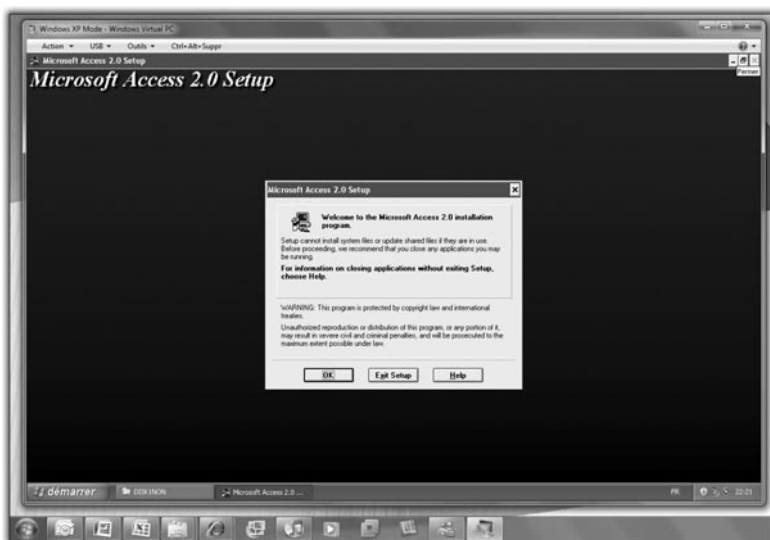 Windows XP Mode - Windows Virtual PC
Action USB Outils Ctrl+Alt+Suppr
Microsoft Access 2.0 Setup
Fermer
Microsoft Access 2.0 Setup
Microsoft Access 2.0 Setup
Welcome to the Microsoft Access 2.0 installation
program.
Setup cannot install system files or update shared files if they are in use.
Before proceeding, we recommend that you close any applications you may
be running.
For information on closing applications without exiting Setup,
choose Help.
WARNING: This program is protected by copyright law and international
treaties.
Unauthorized reproduction or distribution of this program, or any portion of it,
may result in severe civil and criminal penalties, and will be prosecuted to the
maximum extent possible under law.
OK Exit Setup Help
démarrer Microsoft Access 2.0 ... FR 22:21